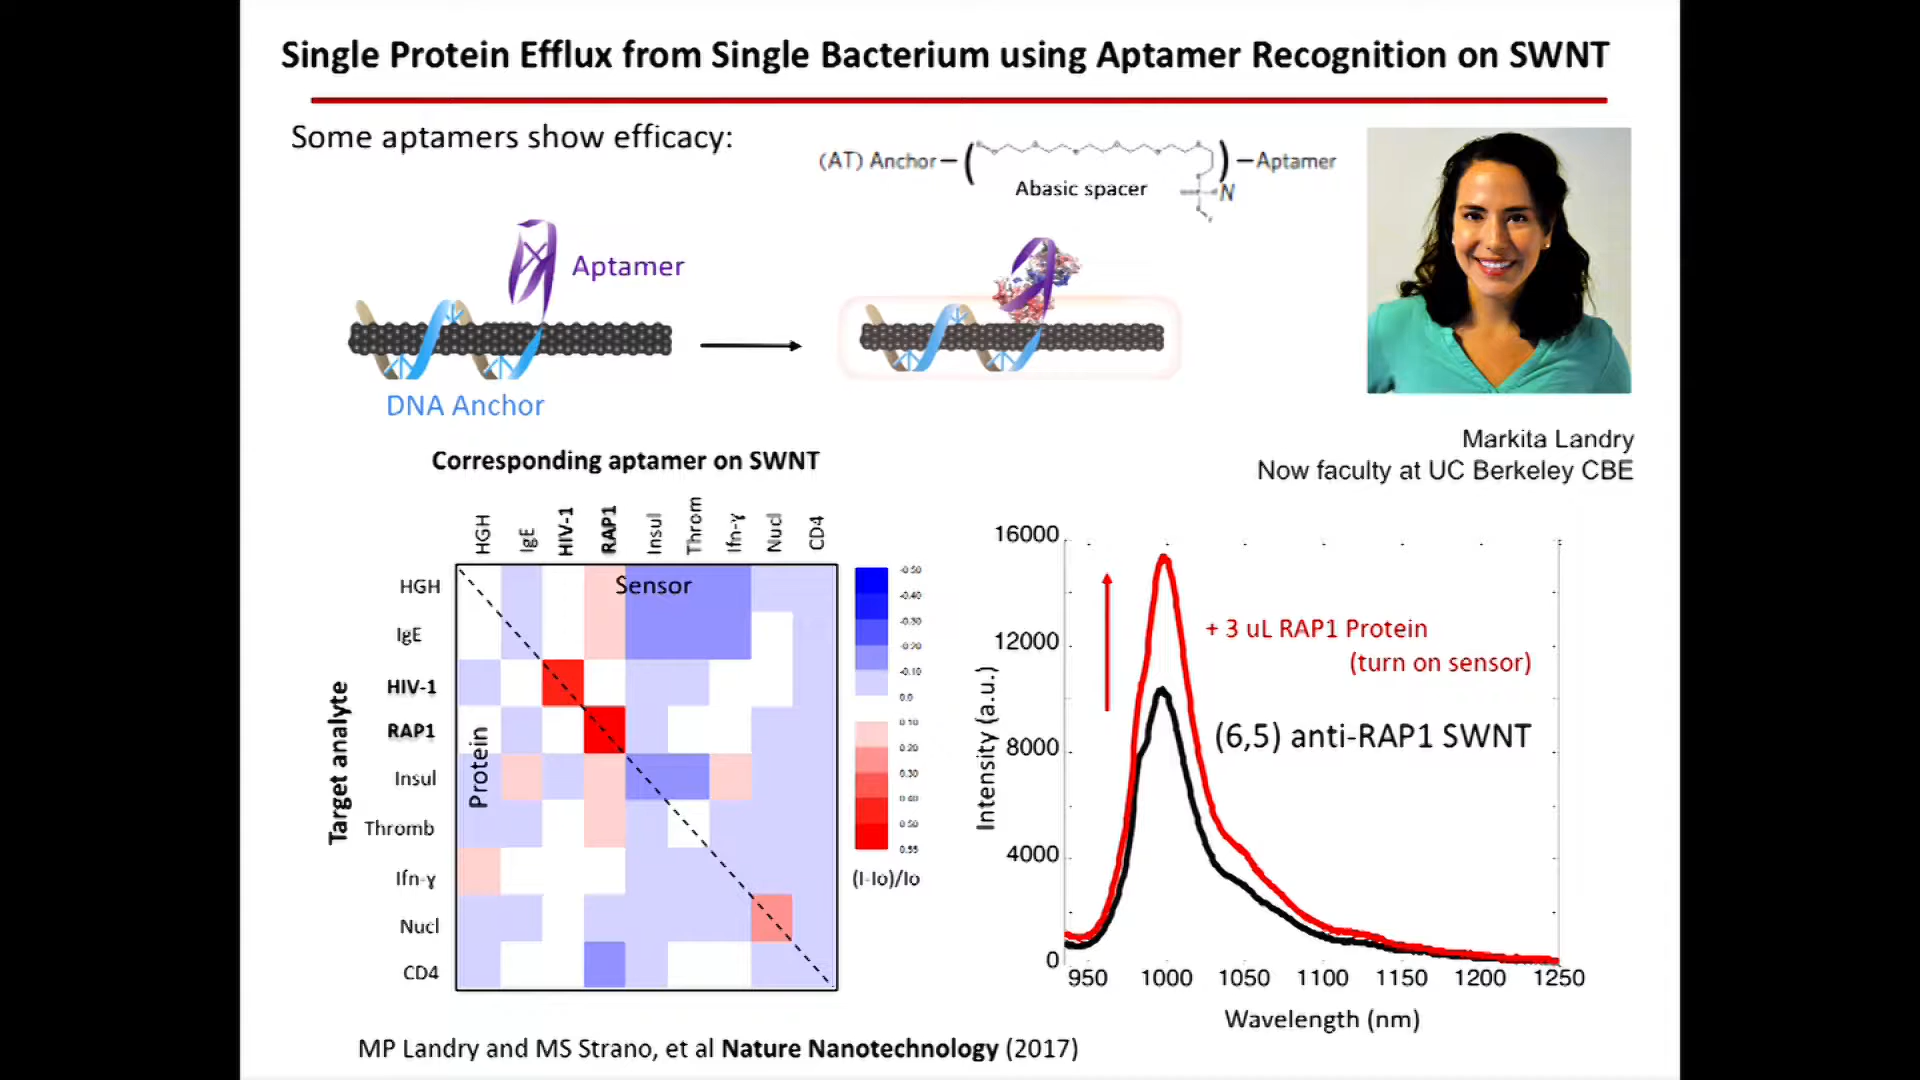 Single Protein Efflux from Single Bacterium using Aptamer Recognition on SWNT
Some aptamers show efficacy:
(AT) Anchor–( )–Aptamer
Abasic spacer
N
Aptamer
DNA Anchor
Markita Landry
Now faculty at UC Berkeley CBE
Corresponding aptamer on SWNT
HGH IgE HIV-1 RAP1 Insul Throm Ifn-γ Nucl CD4
Sensor
Target analyte
Protein
HGH
IgE
HIV-1
RAP1
Insul
Thromb
Ifn-γ
Nucl
CD4
-0.50
-0.40
-0.30
-0.20
-0.10
0.0
0.10
0.20
0.30
0.50
0.55
(I-Io)/Io
16000
12000
8000
4000
0
Intensity (a.u.)
+ 3 uL RAP1 Protein
(turn on sensor)
(6,5) anti-RAP1 SWNT
950 1000 1050 1100 1150 1200 1250
Wavelength (nm)
MP Landry and MS Strano, et al Nature Nanotechnology (2017)